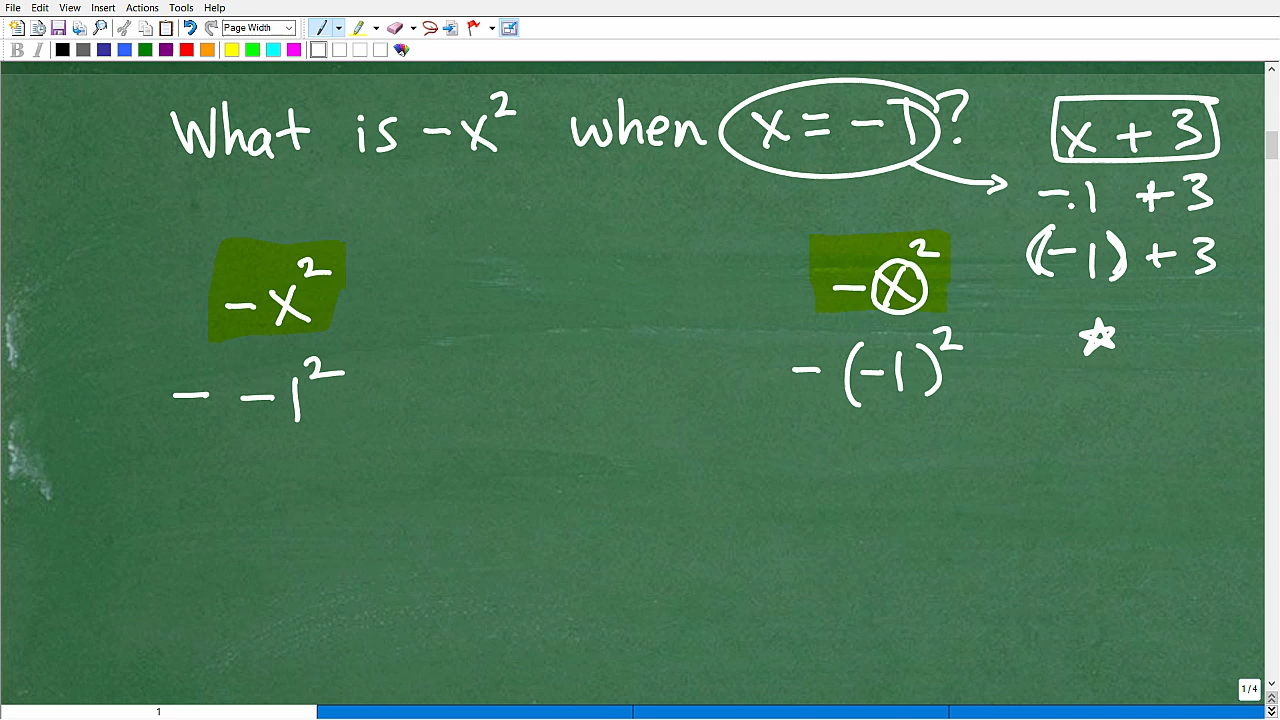 File Edit View Insert Actions Tools Help
Page Width
B I
What is -x² when x = -1?
x + 3
-1 + 3
(-1) + 3
-x²
-x²
- -1²
-(-1)²
1/4
1